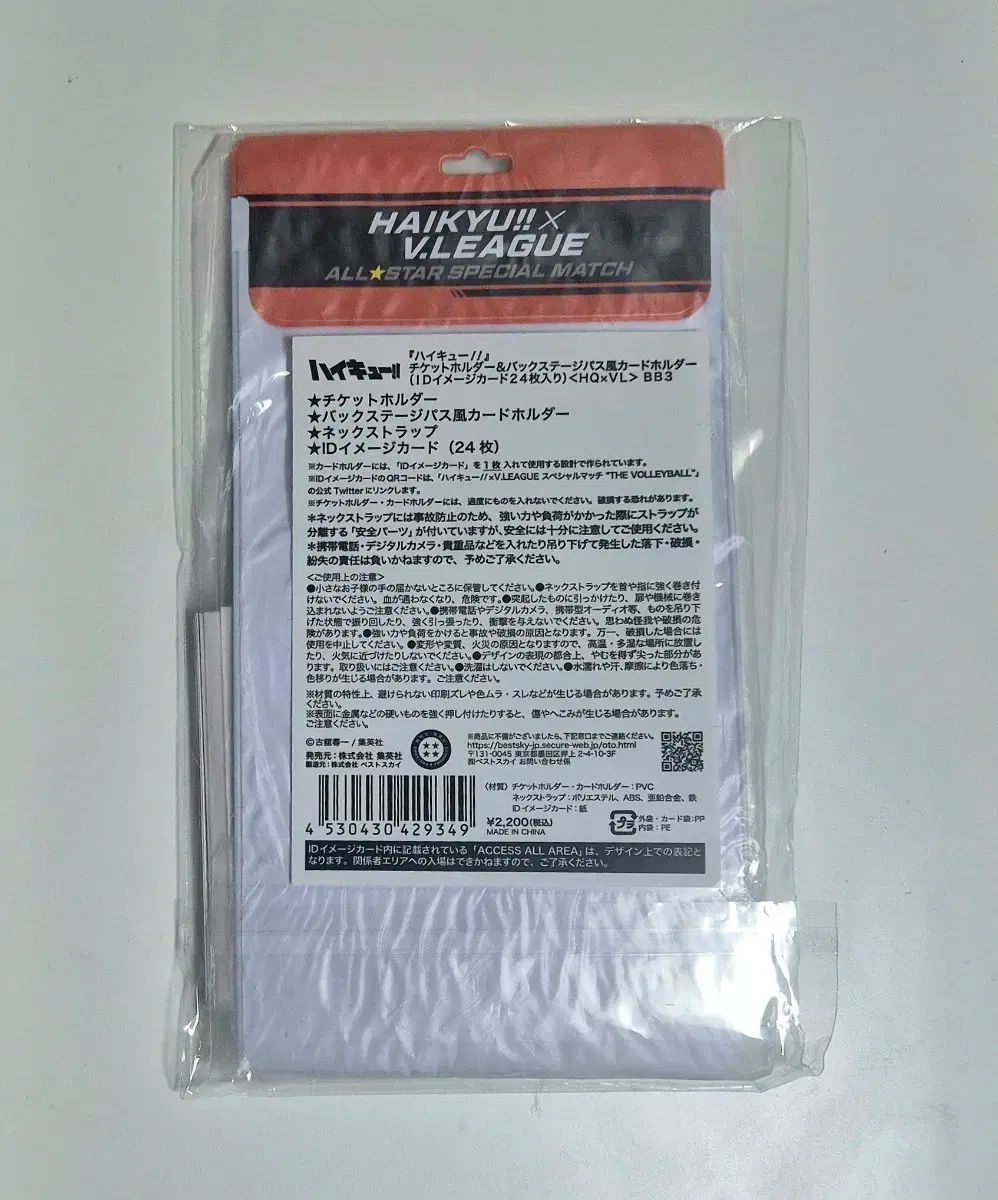 HAIKYU!!×
V.LEAGUE
ALL★STAR SPECIAL MATCH
ハイキュー!!
『ハイキュー!!』
チケットホルダー&バックステージパス風カードホルダー
(IDイメージカード24枚入り)<HQ×VL> BB3
★チケットホルダー
★バックステージパス風カードホルダー
★ネックストラップ
★IDイメージカード (24枚)
※カードホルダーには、「IDイメージカード」を1枚入れて使用する設計で作られています。
※IDイメージカードのQRコードは、「ハイキュー!!×V.LEAGUE スペシャルマッチ "THE VOLLEYBALL"」
の公式Twitterにリンクします。
※チケットホルダー・カードホルダーには、過度にものを入れないでください。破損する恐れがあります。
*ネックストラップには事故防止のため、強い力や負荷がかかった際にストラップが
分離する「安全パーツ」が付いていますが、安全には十分に注意してご使用ください。
*携帯電話・デジタルカメラ・貴重品などを入れたり吊り下げて発生した落下・破損・
紛失の責任は負いかねますので、予めご了承ください。
<ご使用上の注意>
●小さなお子様の手の届かないところに保管してください。●ネックストラップを首や指に強く巻き付
けないでください。血が通わなくなり、危険です。●突起したものに引っかけたり、扉や機械に巻き
込まれないようご注意ください。●携帯電話やデジタルカメラ、携帯型オーディオ等、ものを吊り下
げた状態で振り回したり、強く引っ張ったり、衝撃を与えないでください。思わぬ怪我や破損の危
険があります。●強い力や負荷をかけると事故や破損の原因となります。万一、破損した場合には
使用を中止してください。●変形や変質、火災の原因となりますので、高温・多湿な場所に放置し
たり、火気に近づけたりしないでください。●デザインの表現の都合上、やむを得ず尖った部分があ
ります。取り扱いにはご注意ください。●洗濯はしないでください。●水濡れや汗、摩擦により色落ち・
色移りが生じる場合があります。ご注意ください。
※材質の特性上、避けられない印刷ズレや色ムラ・スレなどが生じる場合があります。予めご了承
ください。
※表面に金属などの硬いものを強く押し付けたりすると、傷やへこみが生じる場合があります。
ご注意ください。
©古舘春一/集英社
発売元:株式会社 集英社
製造元:株式会社 ベストスカイ
※商品に不備がございましたら、下記窓口までご連絡ください。
https://bestsky-jp.secure-web.jp/oto.html
〒131-0045 東京都墨田区押上 2-4-10-3F
㈱ベストスカイ お問い合わせ係
(材質) チケットホルダー・カードホルダー:PVC
ネックストラップ:ポリエステル、ABS、亜鉛合金、鉄
IDイメージカード:紙
4 530430 429349
¥2,200(税込)
MADE IN CHINA
プラ
外袋・カード袋:PP
内袋:PE
IDイメージカード内に記載されている「ACCESS ALL AREA」は、デザイン上での表記と
なります。関係者エリアへの入場はできかねますので、ご了承ください。